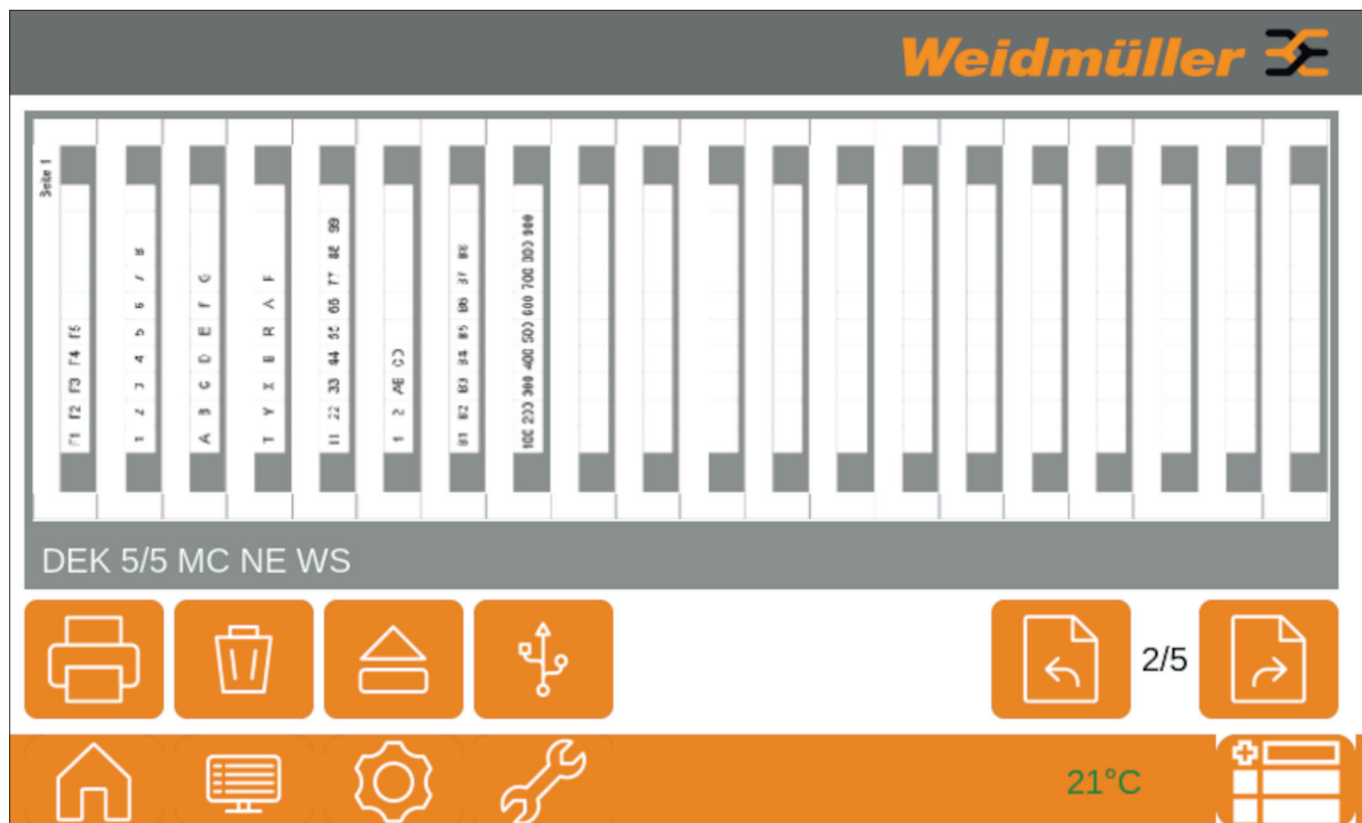 Weidmüller
Seite 1
F1 F2 F3 F4 F5
1 2 3 4 5 6 7 8
A B C D E F G
T Y X E R A F
11 22 33 44 55 66 77 88 99
1 2
B1 B2 B3 B4 B5 B6 B7 B8
100 200 300 400 500 600 700 800 900
DEK 5/5 MC NE WS
2/5
21°C